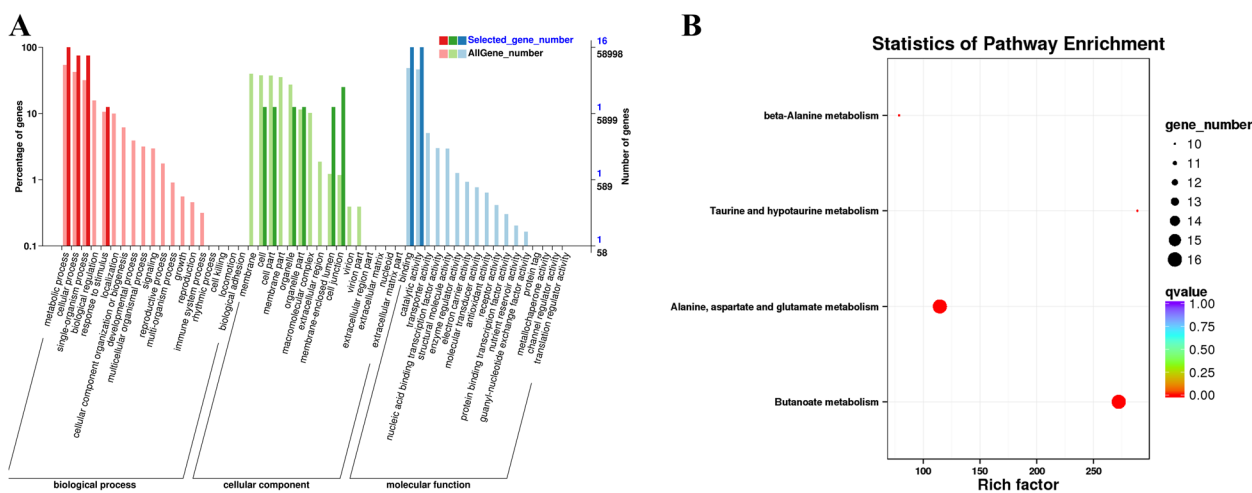 A
Selected_gene_number
AllGene_number
Percentage of genes
100
10
1
0.1
16
58998
1
5899
1
589
1
58
Number of genes
metabolic process
cellular process
single-organism process
biological regulation
response to stimulus
localization
cellular component organization or biogenesis
developmental process
multicellular organismal process
signaling
reproductive process
multi-organism process
growth
reproduction
immune system process
rhythmic process
cell killing
locomotion
biological adhesion
membrane
cell
cell part
membrane part
organelle
organelle part
macromolecular complex
extracellular region
membrane-enclosed lumen
cell junction
virion
virion part
extracellular region part
extracellular matrix
nucleoid
extracellular matrix part
binding
catalytic activity
transporter activity
nucleic acid binding transcription factor activity
structural molecule activity
enzyme regulator activity
electron carrier activity
molecular transducer activity
antioxidant activity
receptor activity
protein binding transcription factor activity
nutrient reservoir activity
guanyl-nucleotide exchange factor activity
protein tag
metallochaperone activity
channel regulator activity
translation regulator activity
biological process
cellular component
molecular function
B
Statistics of Pathway Enrichment
beta-Alanine metabolism
Taurine and hypotaurine metabolism
Alanine, aspartate and glutamate metabolism
Butanoate metabolism
100
150
200
250
Rich factor
gene_number
10
11
12
13
14
15
16
qvalue
1.00
0.75
0.50
0.25
0.00